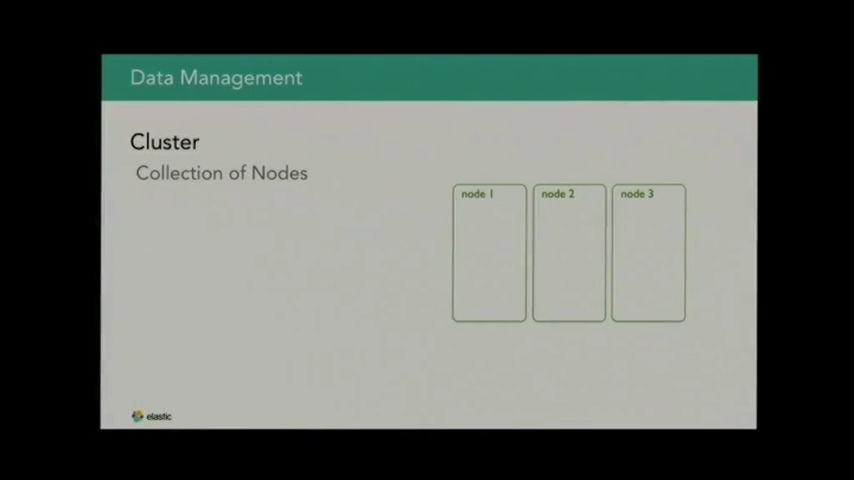 Data Management
Cluster
Collection of Nodes
node 1
node 2
node 3
elastic